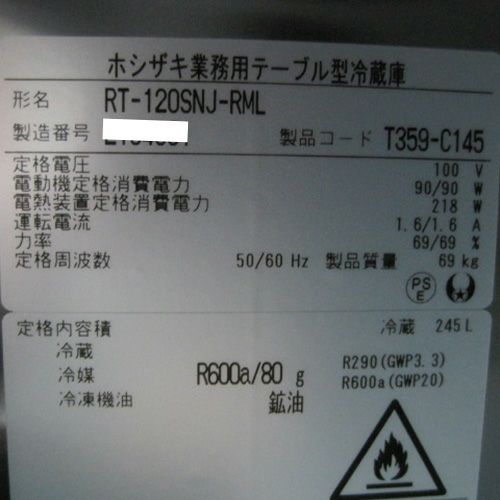 ホシザキ業務用テーブル型冷蔵庫
形名 RT-120SNJ-RML
製造番号
製品コード T359-C145
定格電圧 100 V
電動機定格消費電力 90/90 W
電熱装置定格消費電力 218 W
運転電流 1.6/1.6 A
力率 69/69 %
定格周波数 50/60 Hz 製品質量 69 kg
PS
E
定格内容積 冷蔵 245 L
冷蔵
冷媒 R600a/80 g R290(GWP3.3)
R600a(GWP20)
冷凍機油 鉱油